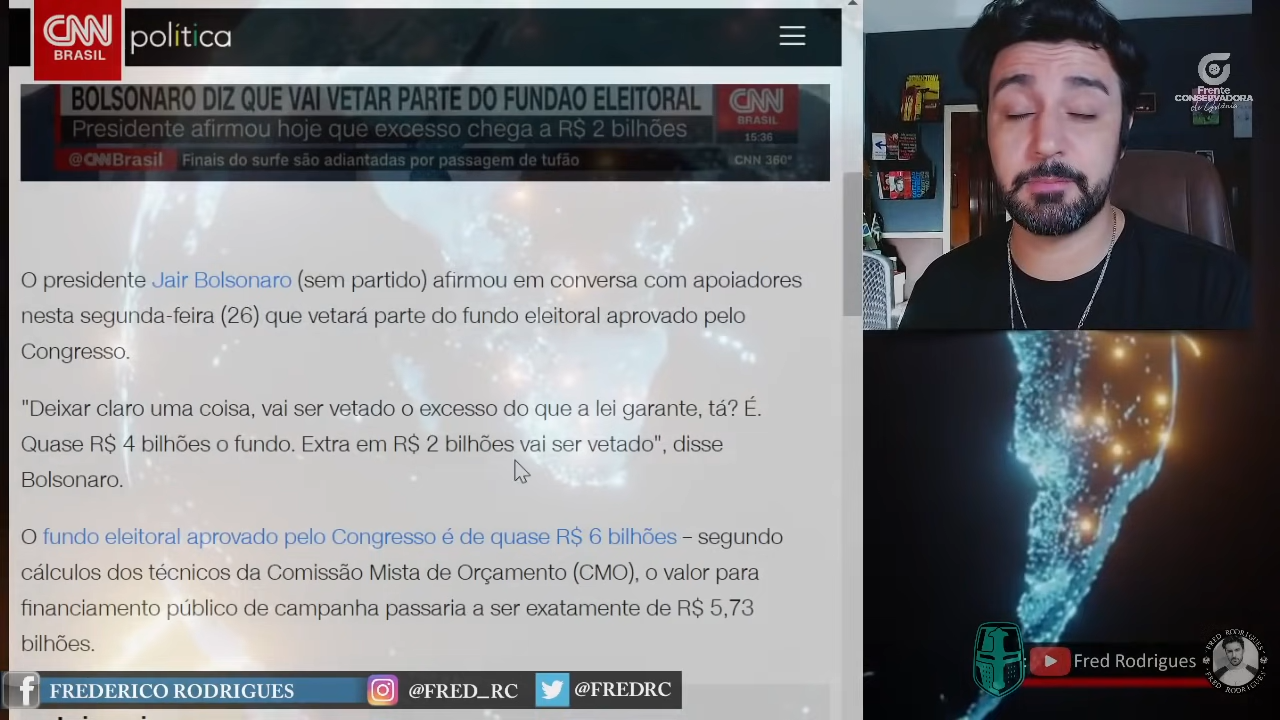 CNN
BRASIL
política
BOLSONARO DIZ QUE VAI VETAR PARTE DO FUNDÃO ELEITORAL
Presidente afirmou hoje que excesso chega a R$ 2 bilhões
CNN
BRASIL
15:36
@CNNBrasil
Finais do surfe são adiantadas por passagem de tufão
CNN 360°
O presidente Jair Bolsonaro (sem partido) afirmou em conversa com apoiadores
nesta segunda-feira (26) que vetará parte do fundo eleitoral aprovado pelo
Congresso.
"Deixar claro uma coisa, vai ser vetado o excesso do que a lei garante, tá? É.
Quase R$ 4 bilhões o fundo. Extra em R$ 2 bilhões vai ser vetado", disse
Bolsonaro.
O fundo eleitoral aprovado pelo Congresso é de quase R$ 6 bilhões – segundo
cálculos dos técnicos da Comissão Mista de Orçamento (CMO), o valor para
financiamento público de campanha passaria a ser exatamente de R$ 5,73
bilhões.
Frente
CONSERVADORA
de Goiânia
FREDERICO RODRIGUES
@FRED_RC
@FREDRC
Fred Rodrigues
FRED RODRIGUES
FRED RODRIGUES